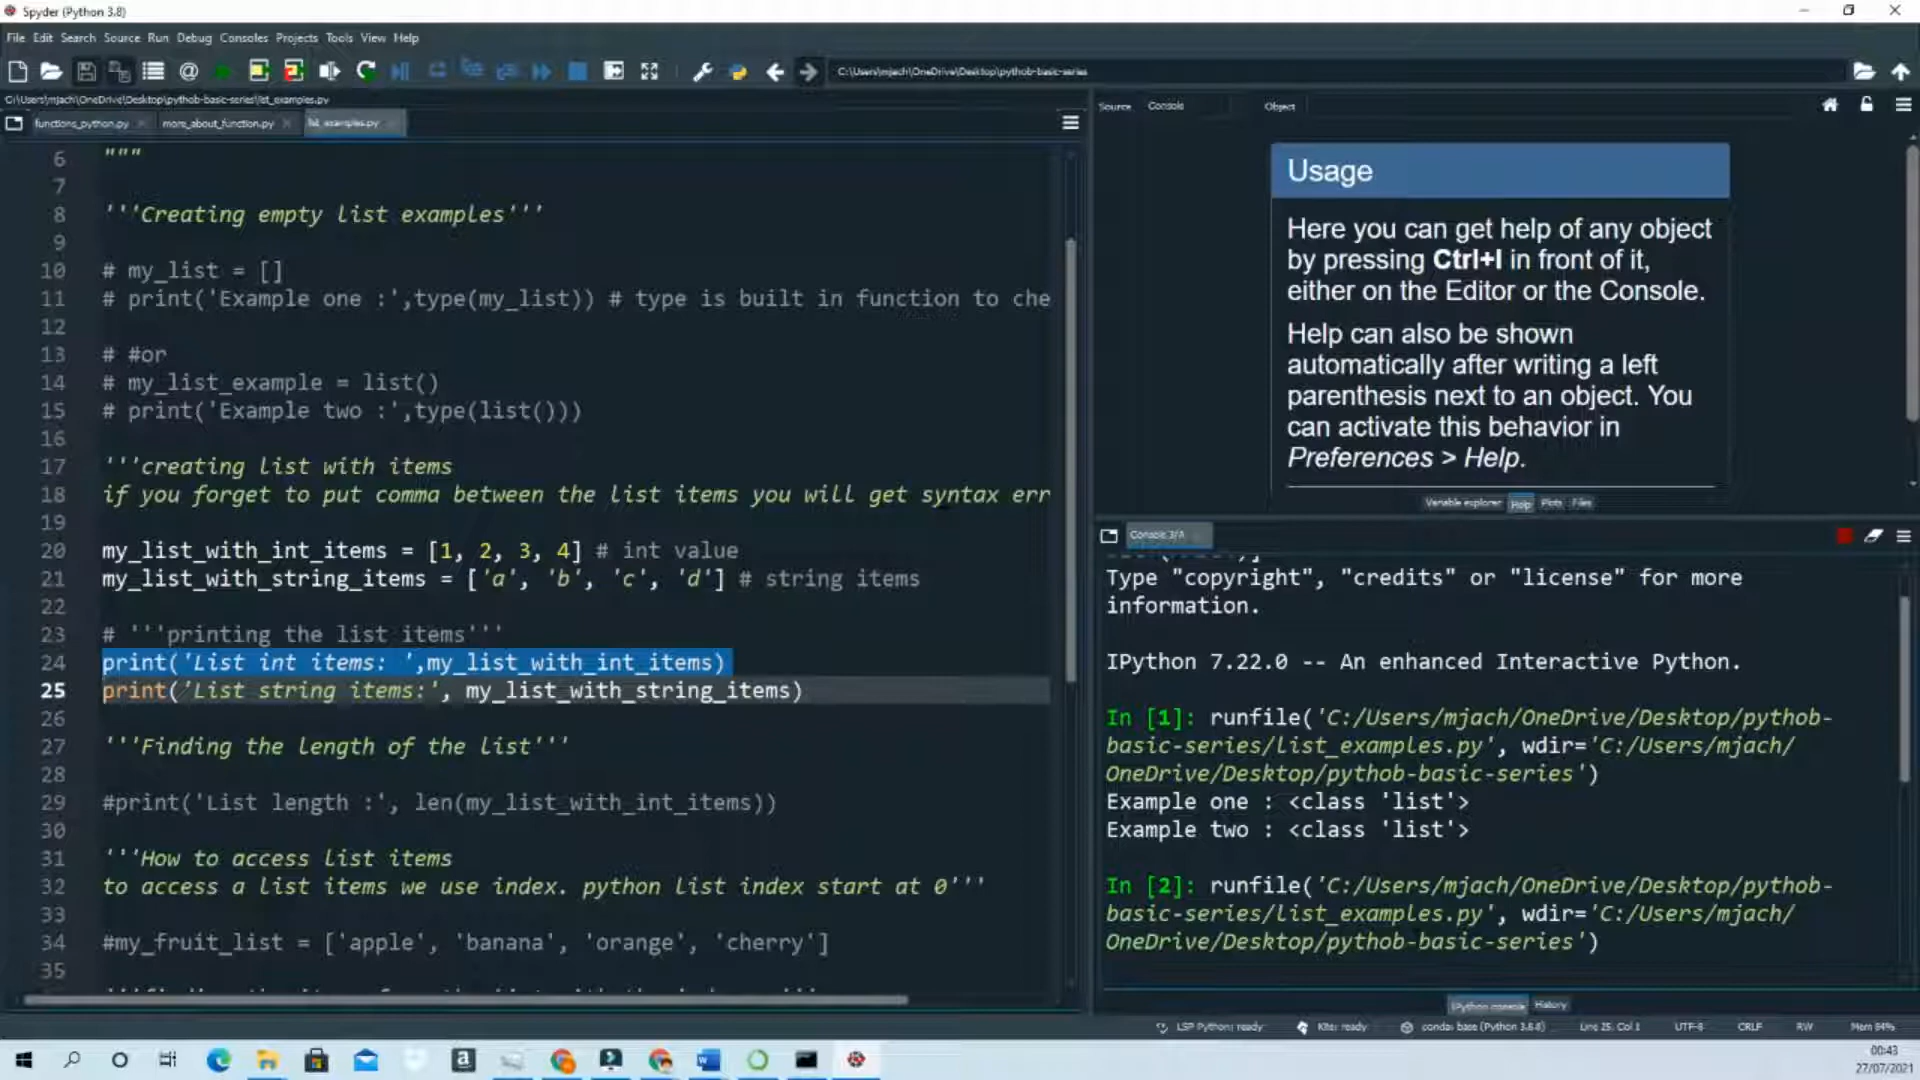 Spyder (Python 3.8)
File Edit Search Source Run Debug Consoles Projects Tools View Help
C:\Users\mjach\OneDrive\Desktop\pythob-basic-series
C:\Users\mjach\OneDrive\Desktop\pythob-basic-series\list_examples.py
functions_python.py more_about_function.py list_examples.py
6 """
7
8 '''Creating empty list examples'''
9
10 # my_list = []
11 # print('Example one :',type(my_list)) # type is built in function to che
12
13 # #or
14 # my_list_example = list()
15 # print('Example two :',type(list()))
16
17 '''creating list with items
18 if you forget to put comma between the list items you will get syntax err
19
20 my_list_with_int_items = [1, 2, 3, 4] # int value
21 my_list_with_string_items = ['a', 'b', 'c', 'd'] # string items
22
23 # '''printing the list items'''
24 print('List int items: ',my_list_with_int_items)
25 print('List string items:', my_list_with_string_items)
26
27 '''Finding the length of the list'''
28
29 #print('List length :', len(my_list_with_int_items))
30
31 '''How to access list items
32 to access a list items we use index. python list index start at 0'''
33
34 #my_fruit_list = ['apple', 'banana', 'orange', 'cherry']
35
Source Console Object
Usage
Here you can get help of any object
by pressing Ctrl+I in front of it,
either on the Editor or the Console.
Help can also be shown
automatically after writing a left
parenthesis next to an object. You
can activate this behavior in
Preferences > Help.
Variable explorer Help Plots Files
Console 3/A
Type "copyright", "credits" or "license" for more
information.
IPython 7.22.0 -- An enhanced Interactive Python.
In [1]: runfile('C:/Users/mjach/OneDrive/Desktop/pythob-
basic-series/list_examples.py', wdir='C:/Users/mjach/
OneDrive/Desktop/pythob-basic-series')
Example one : <class 'list'>
Example two : <class 'list'>
In [2]: runfile('C:/Users/mjach/OneDrive/Desktop/pythob-
basic-series/list_examples.py', wdir='C:/Users/mjach/
OneDrive/Desktop/pythob-basic-series')
IPython console History
LSP Python: ready Kite: ready conda: base (Python 3.8.8) Line 25, Col 1 UTF-8 CRLF RW Mem 84%
00:43
27/07/2021